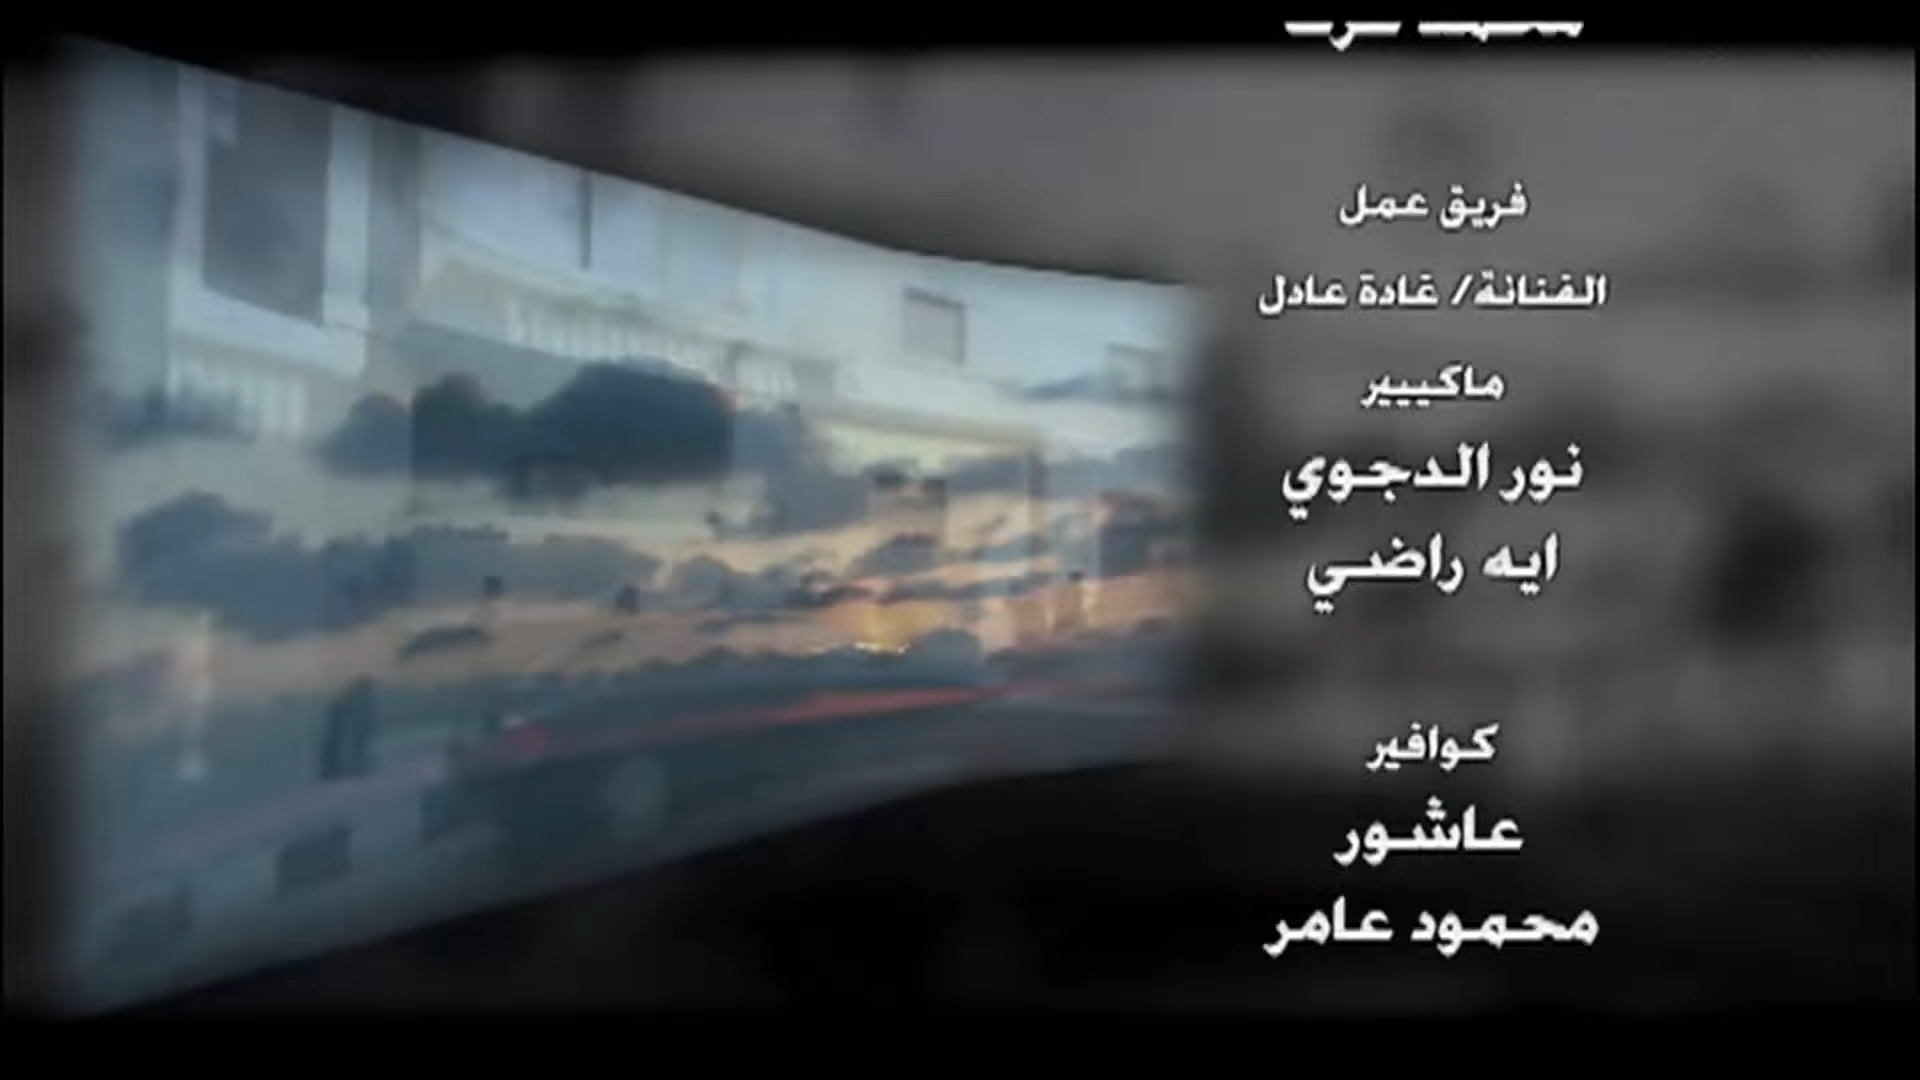 فريق عمل
الفنانة/ غادة عادل
ماكيير
نور الدجوي
ايه راضي
كوافير
عاشور
محمود عامر